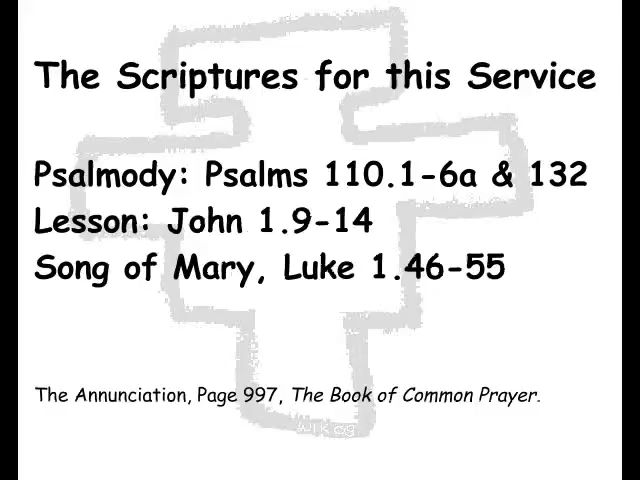 The Scriptures for this Service
Psalmody: Psalms 110.1-6a & 132
Lesson: John 1.9-14
Song of Mary, Luke 1.46-55
The Annunciation, Page 997, The Book of Common Prayer.